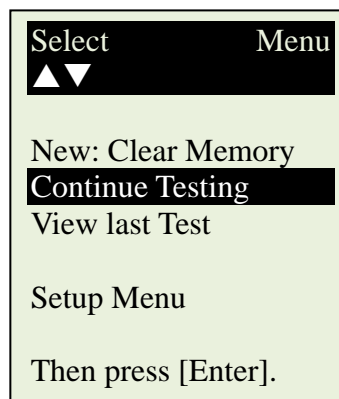 Select Menu
▲▼
New: Clear Memory
Continue Testing
View last Test
Setup Menu
Then press [Enter].